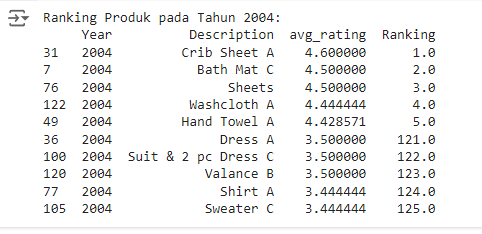 Ranking Produk pada Tahun 2004:
Year Description avg_rating Ranking
31 2004 Crib Sheet A 4.600000 1.0
7 2004 Bath Mat C 4.500000 2.0
76 2004 Sheets 4.500000 3.0
122 2004 Washcloth A 4.444444 4.0
49 2004 Hand Towel A 4.428571 5.0
36 2004 Dress A 3.500000 121.0
100 2004 Suit & 2 pc Dress C 3.500000 122.0
120 2004 Valance B 3.500000 123.0
77 2004 Shirt A 3.444444 124.0
105 2004 Sweater C 3.444444 125.0